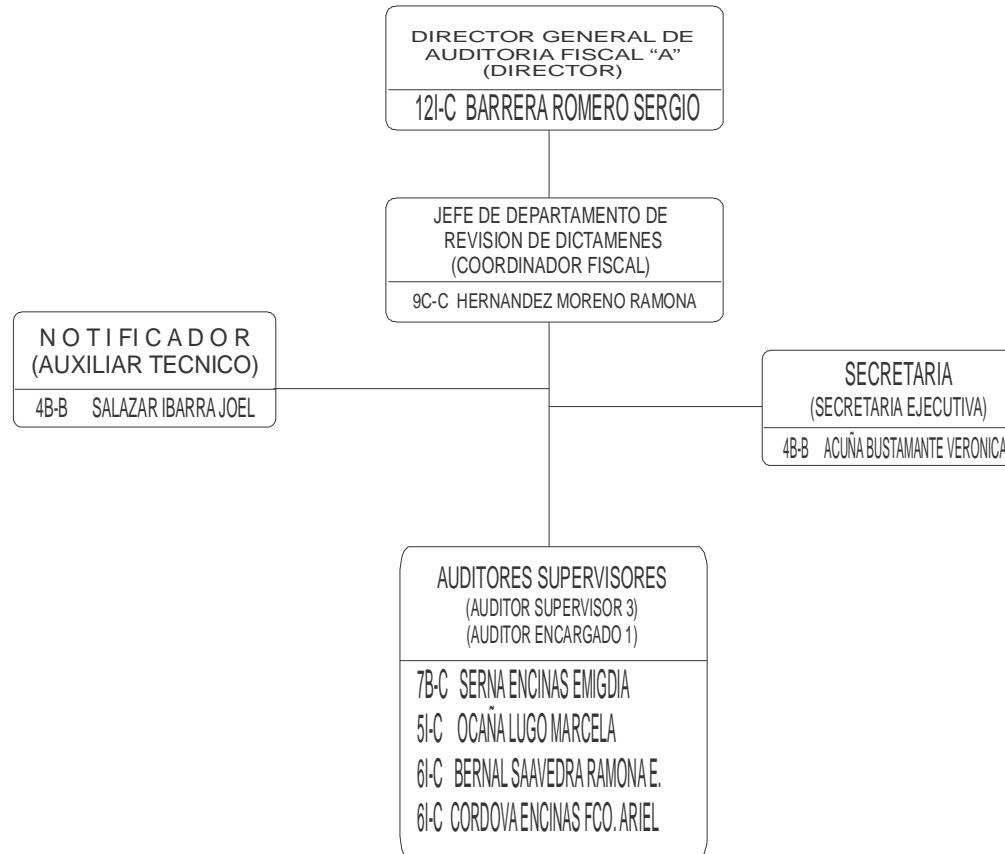 DIRECTOR GENERAL DE
AUDITORIA FISCAL “A”
(DIRECTOR)
12I-C BARRERA ROMERO SERGIO
JEFE DE DEPARTAMENTO DE
REVISION DE DICTAMENES
(COORDINADOR FISCAL)
9C-C HERNANDEZ MORENO RAMONA
NOTIFICADOR
(AUXILIAR TECNICO)
4B-B SALAZAR IBARRA JOEL
SECRETARIA
(SECRETARIA EJECUTIVA)
4B-B ACUÑA BUSTAMANTE VERONICA
AUDITORES SUPERVISORES
(AUDITOR SUPERVISOR 3)
(AUDITOR ENCARGADO 1)
7B-C SERNA ENCINAS EMIGDIA
5I-C OCAÑA LUGO MARCELA
6I-C BERNAL SAAVEDRA RAMONA E.
6I-C CORDOVA ENCINAS FCO. ARIEL